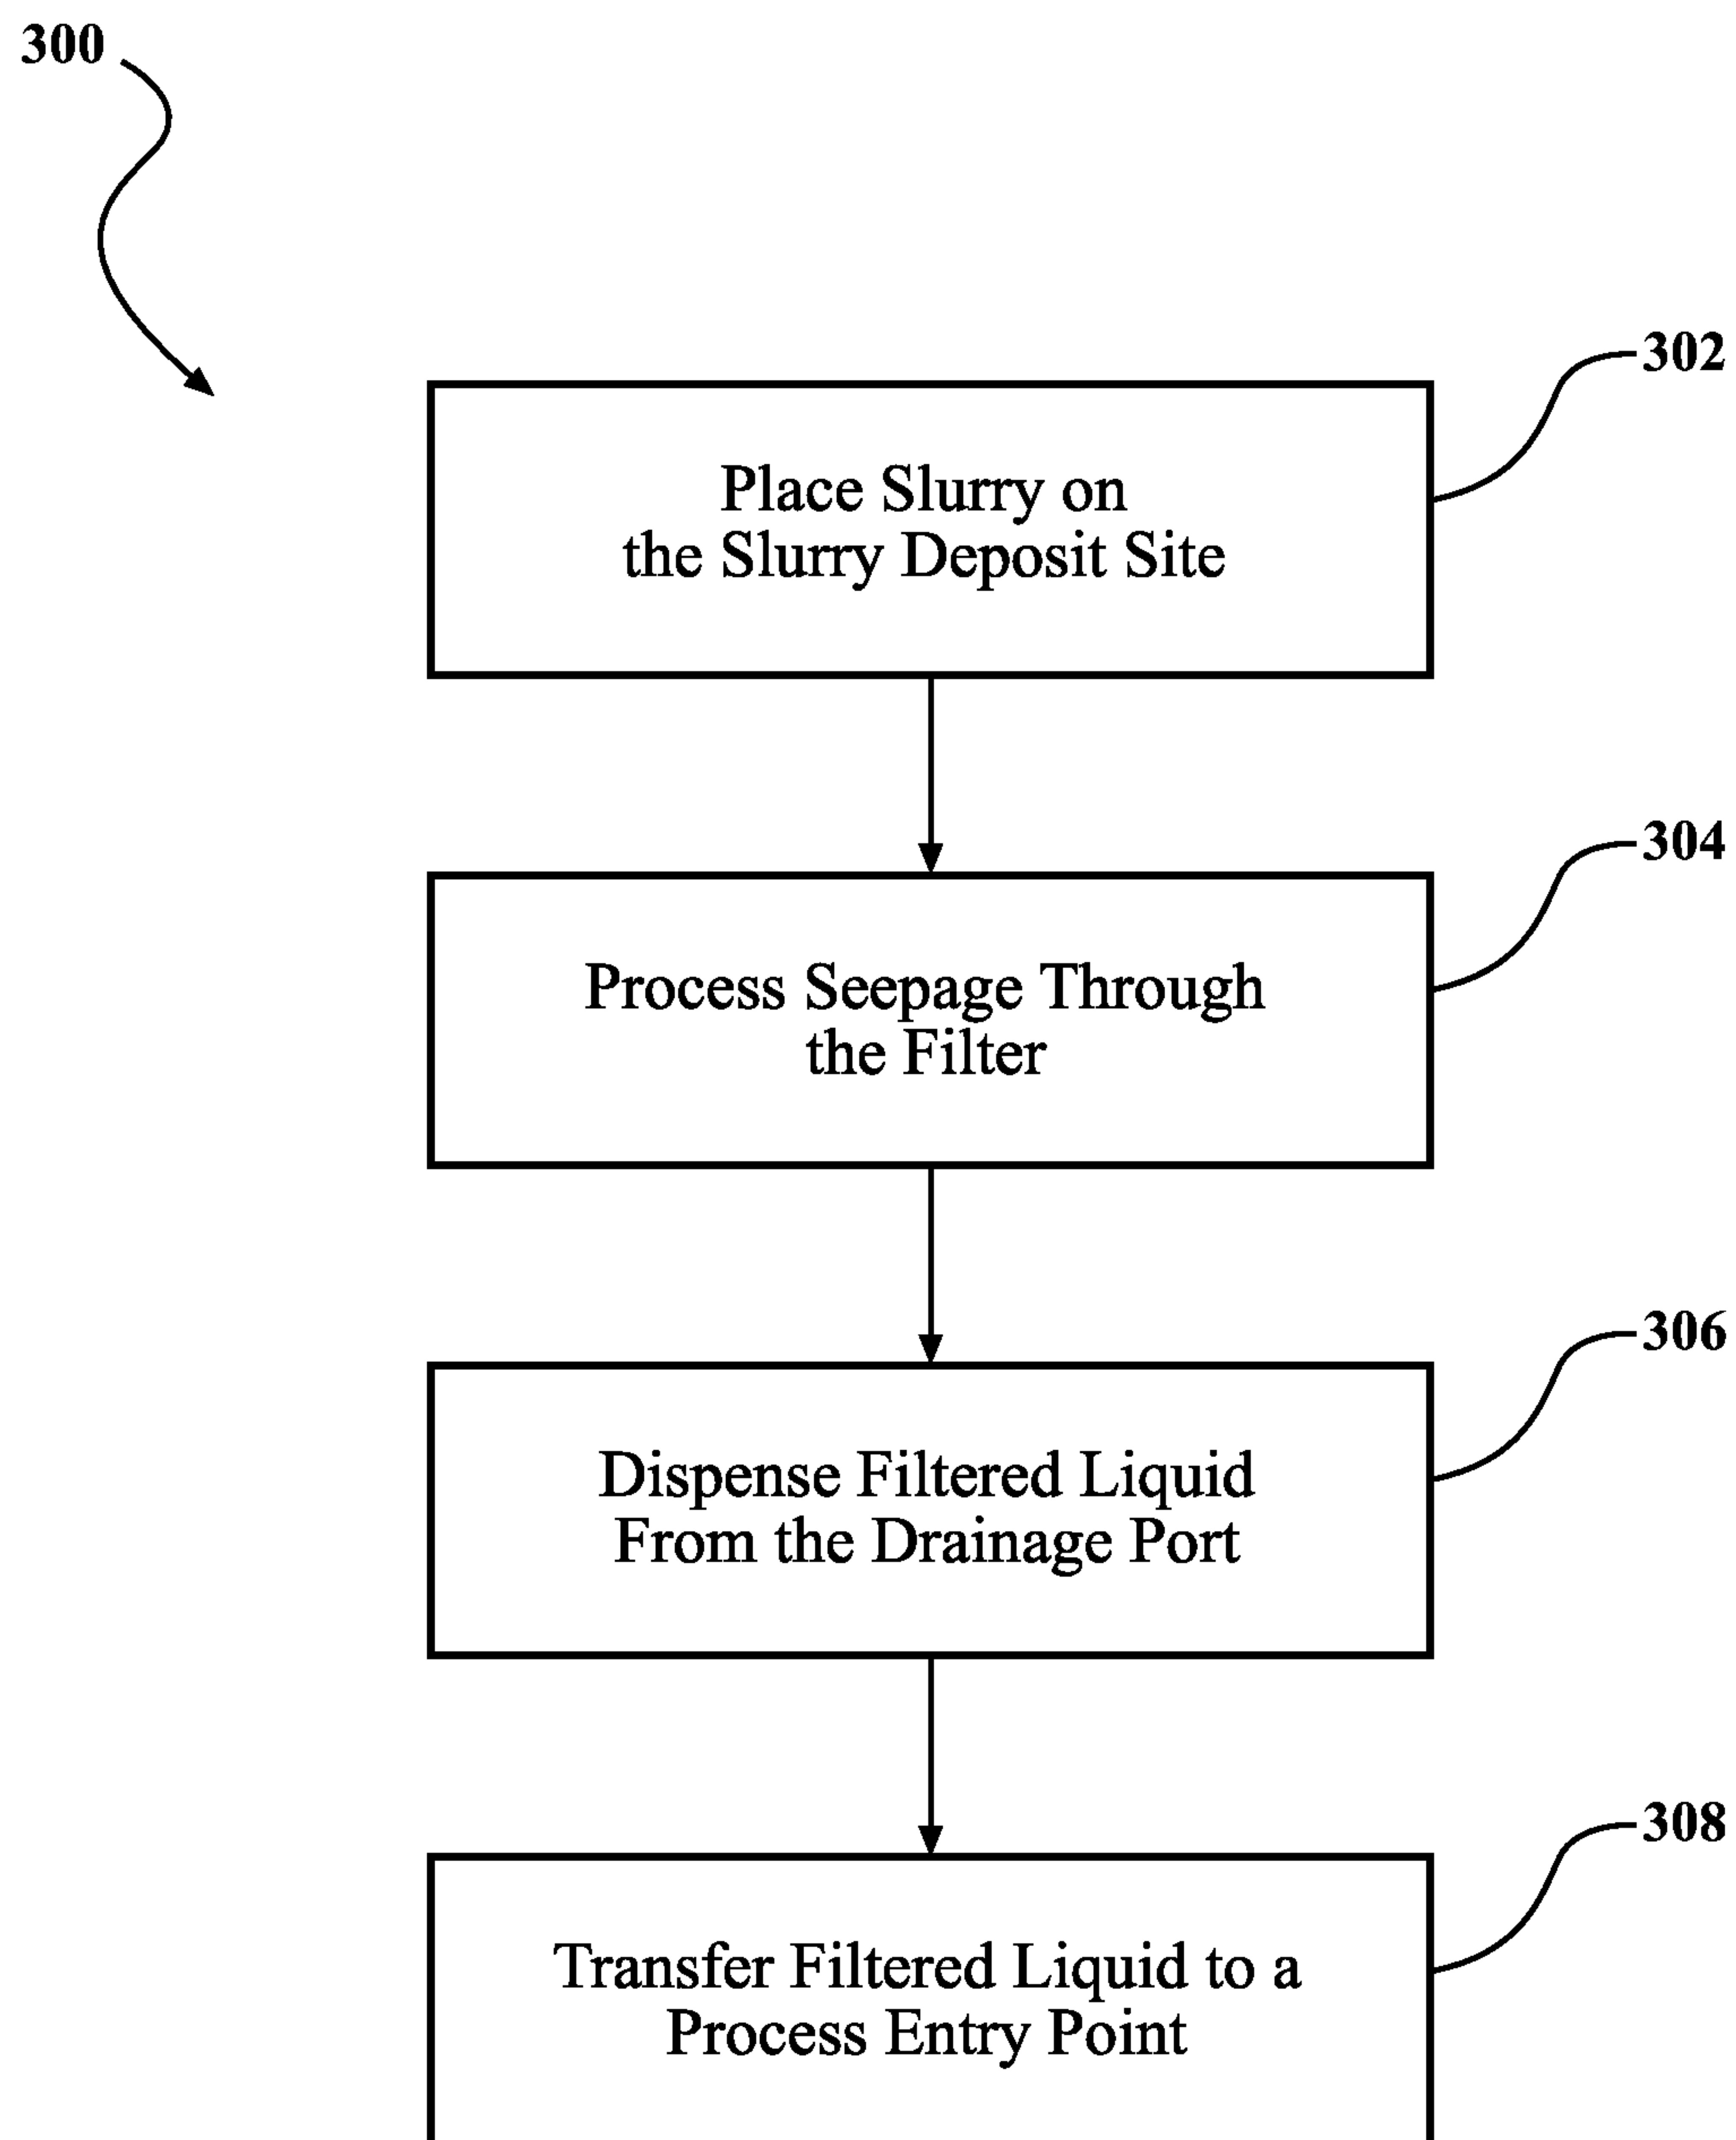 300
302
Place Slurry on
the Slurry Deposit Site
304
Process Seepage Through
the Filter
306
Dispense Filtered Liquid
From the Drainage Port
308
Transfer Filtered Liquid to a
Process Entry Point